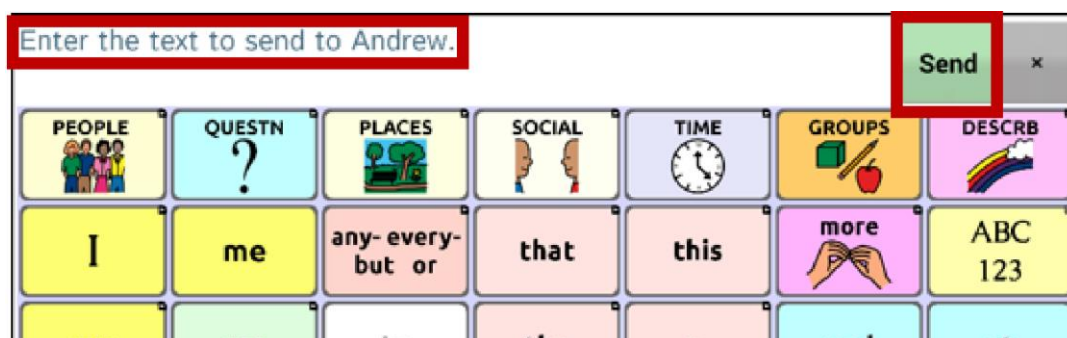 Enter the text to send to Andrew.
Send ×
PEOPLE QUESTN PLACES SOCIAL TIME GROUPS DESCRB
?
I me any- every- that this more ABC
but or 123